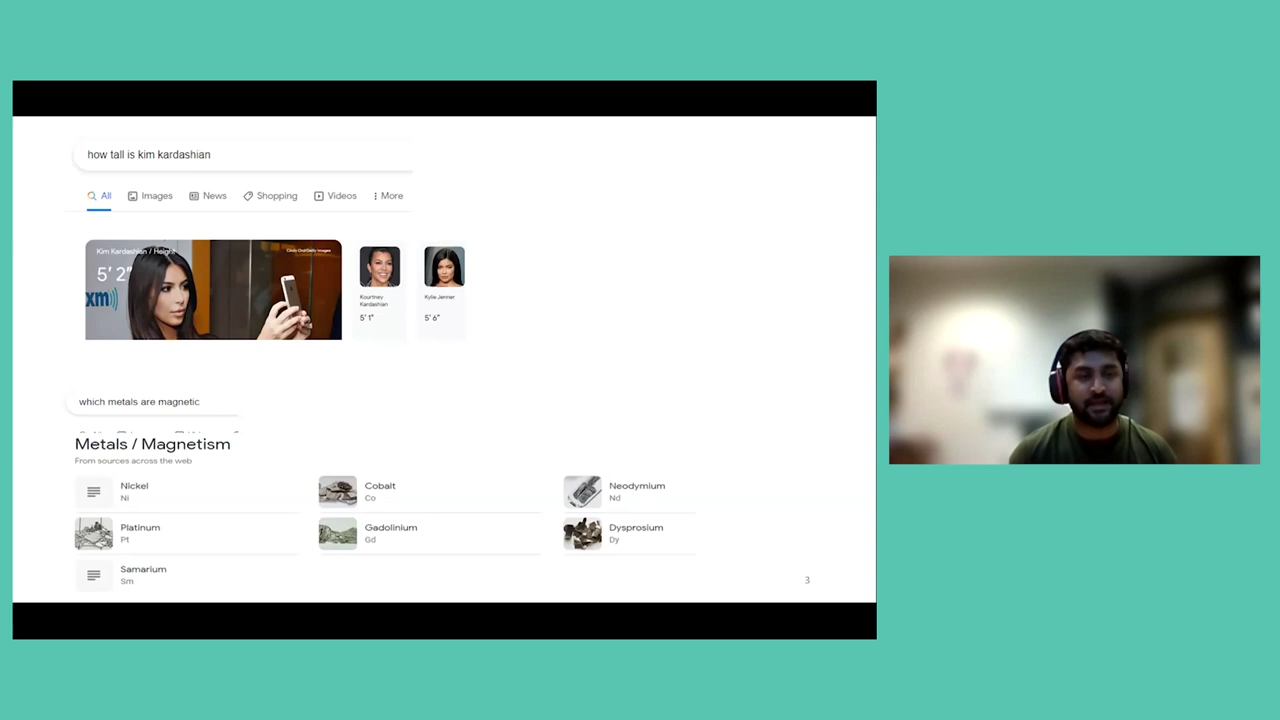 how tall is kim kardashian
All Images News Shopping Videos More
Kim Kardashian / Height
5' 2"
xm
Kourtney
Kardashian
5' 1"
Kylie Jenner
5' 6"
which metals are magnetic
Metals / Magnetism
From sources across the web
Nickel
Ni
Cobalt
Co
Neodymium
Nd
Platinum
Pt
Gadolinium
Gd
Dysprosium
Dy
Samarium
Sm
3